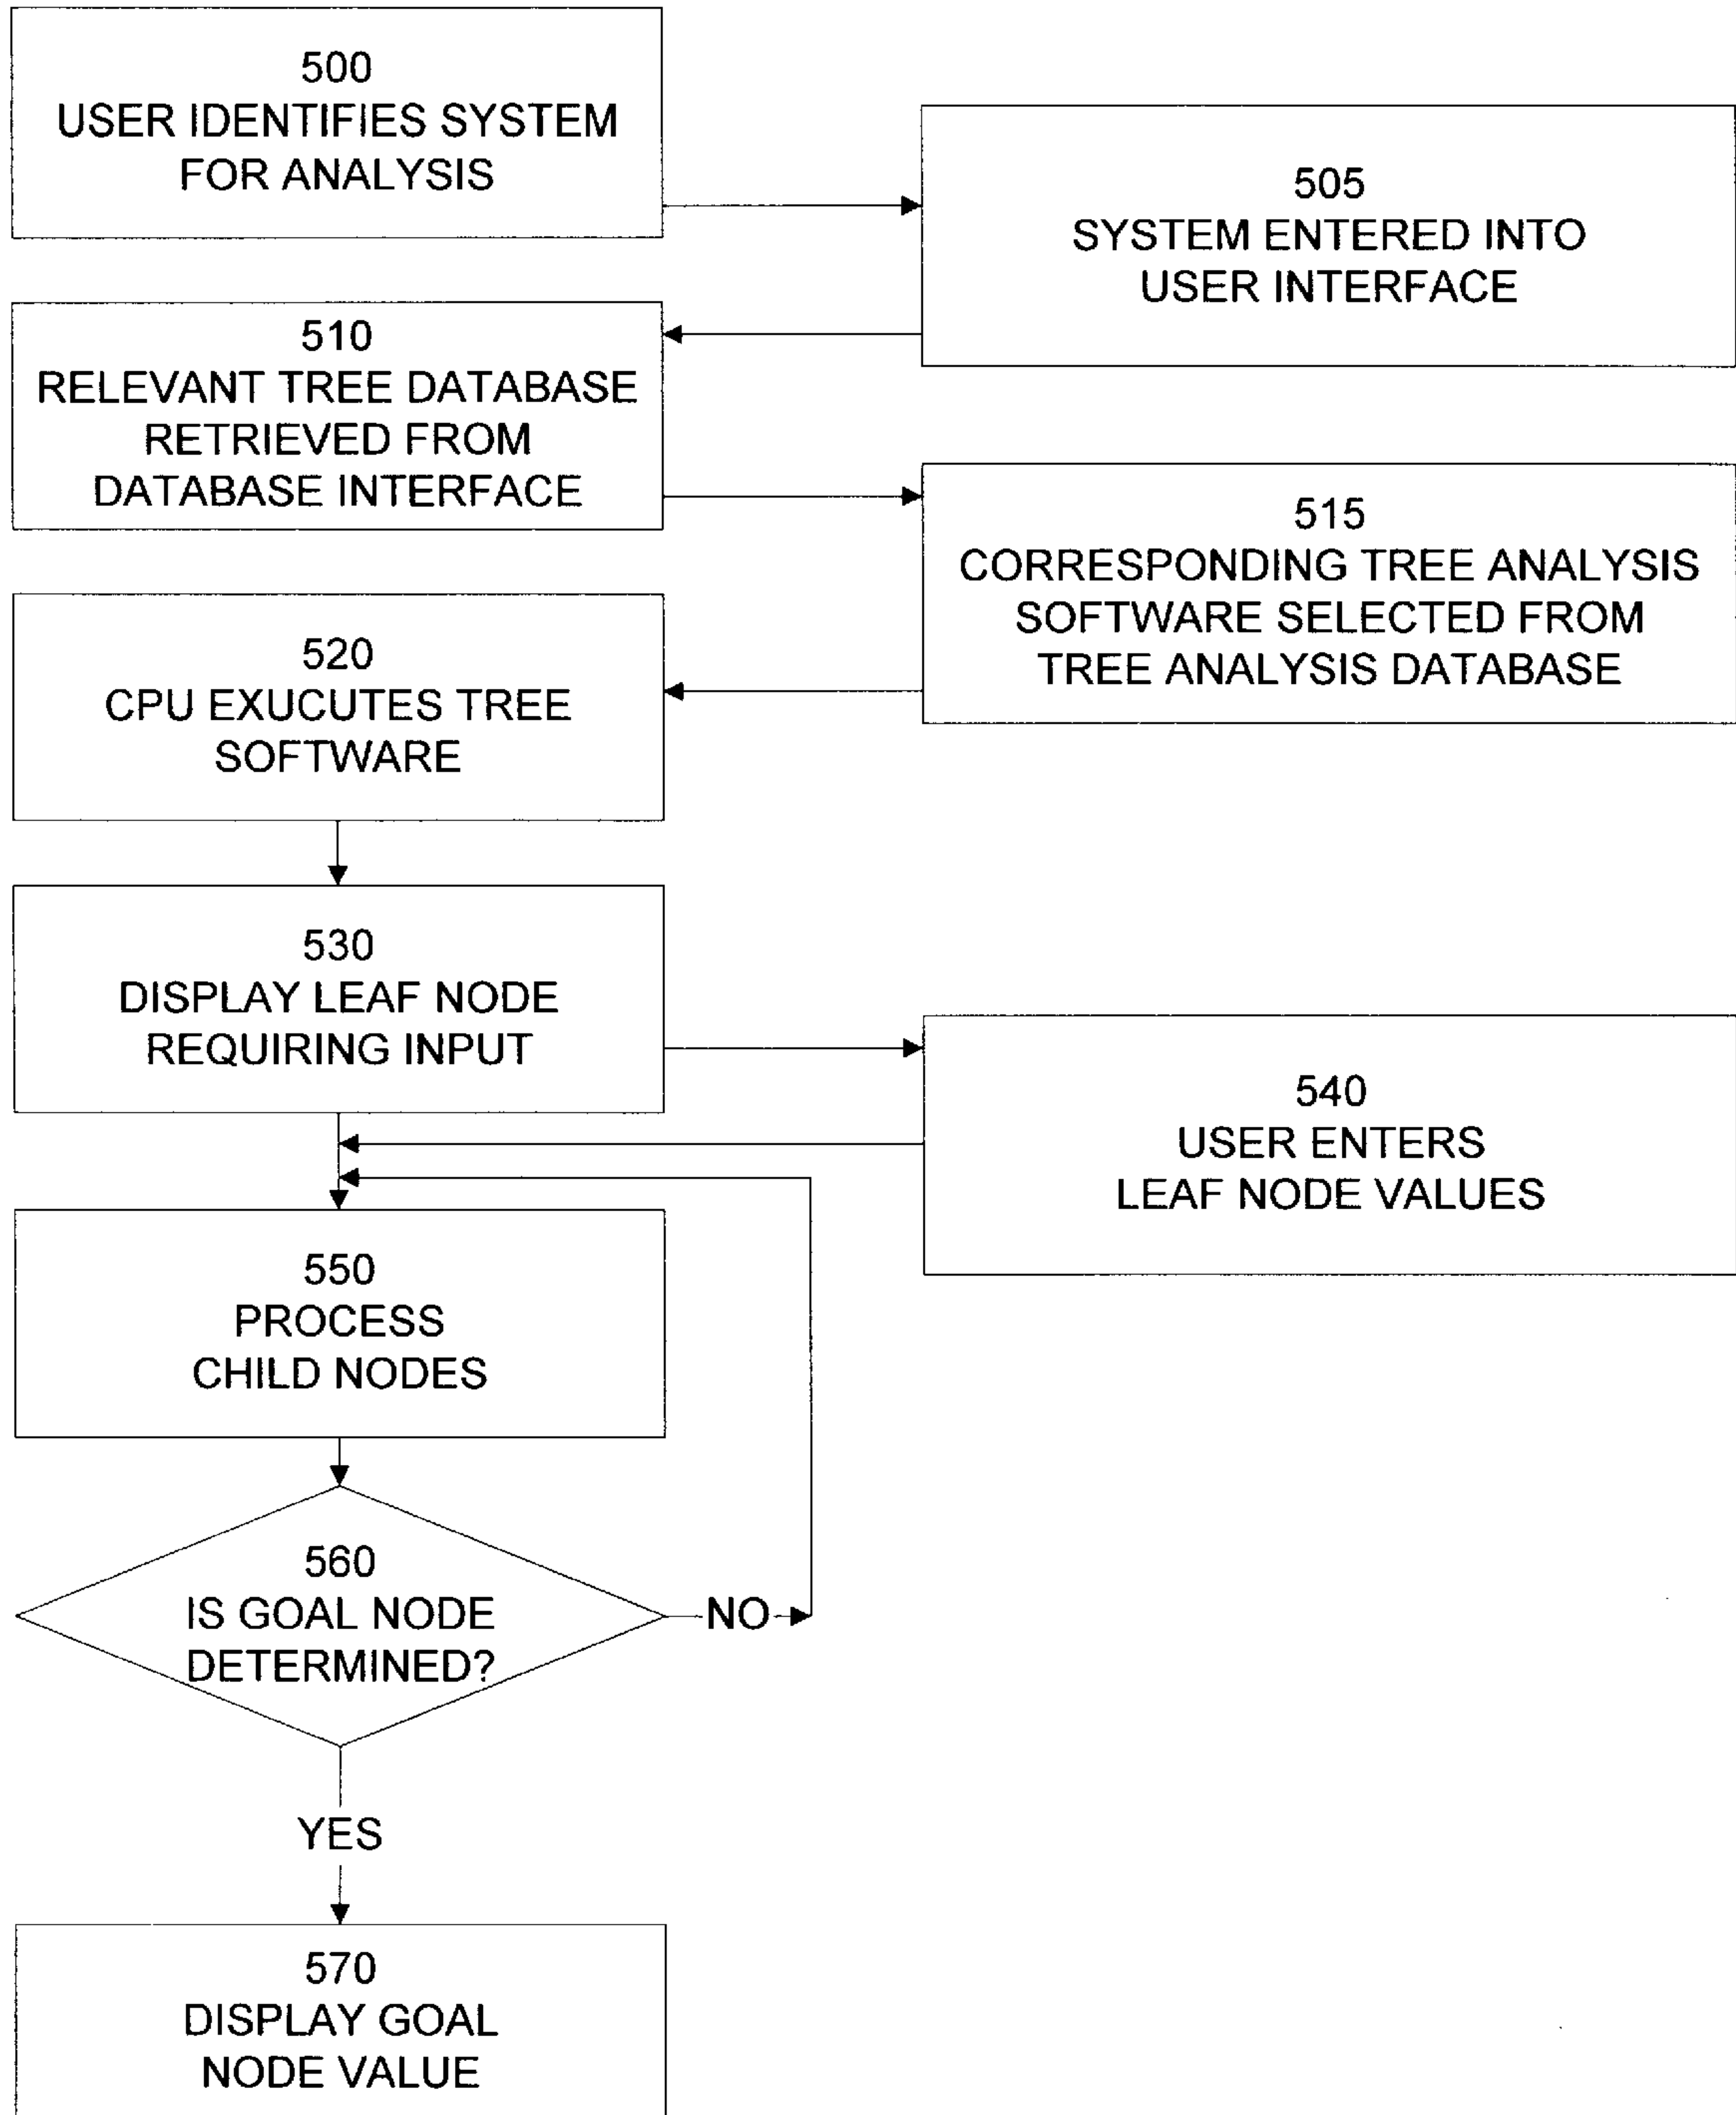 500
USER IDENTIFIES SYSTEM
FOR ANALYSIS
505
SYSTEM ENTERED INTO
USER INTERFACE
510
RELEVANT TREE DATABASE
RETRIEVED FROM
DATABASE INTERFACE
515
CORRESPONDING TREE ANALYSIS
SOFTWARE SELECTED FROM
TREE ANALYSIS DATABASE
520
CPU EXUCUTES TREE
SOFTWARE
530
DISPLAY LEAF NODE
REQUIRING INPUT
540
USER ENTERS
LEAF NODE VALUES
550
PROCESS
CHILD NODES
560
IS GOAL NODE
DETERMINED?
NO
YES
570
DISPLAY GOAL
NODE VALUE